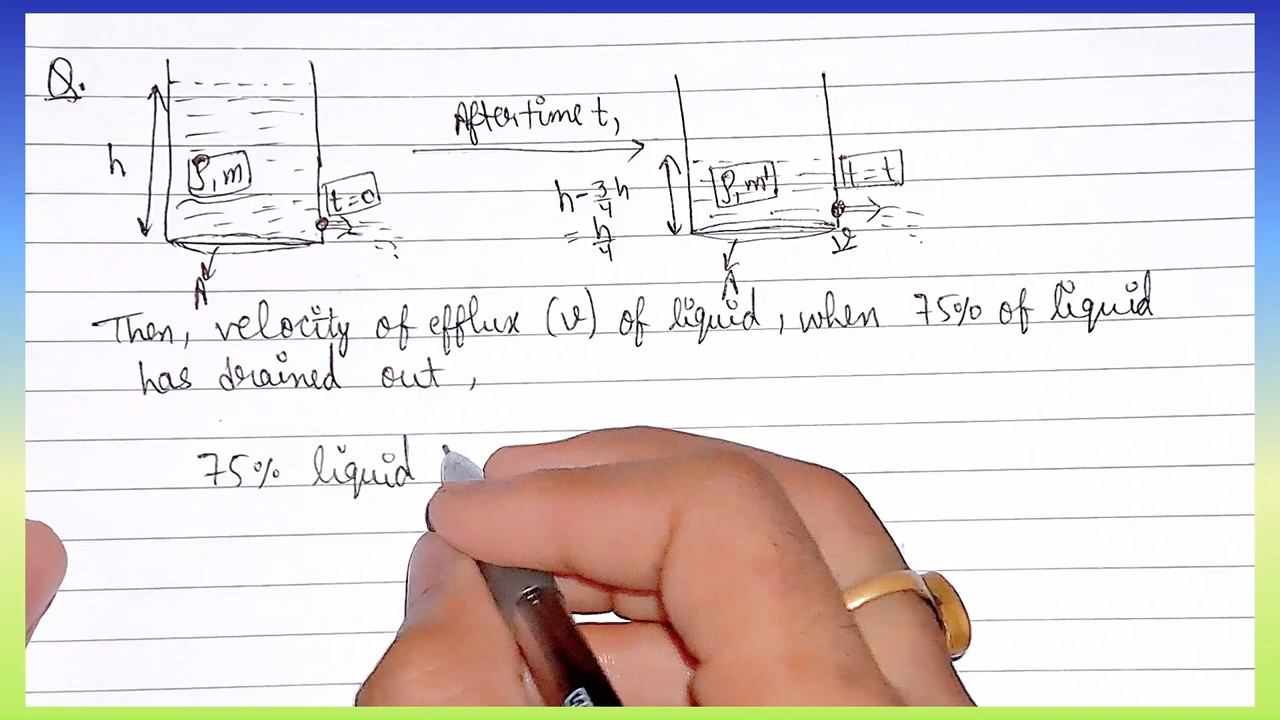 Q.
h
ρ, m
t=0
A
After time t,
h - 3/4 h
= h/4
ρ, m'
t = t
v
A
Then, velocity of efflux (v) of liquid, when 75% of liquid
has drained out,
75% liquid